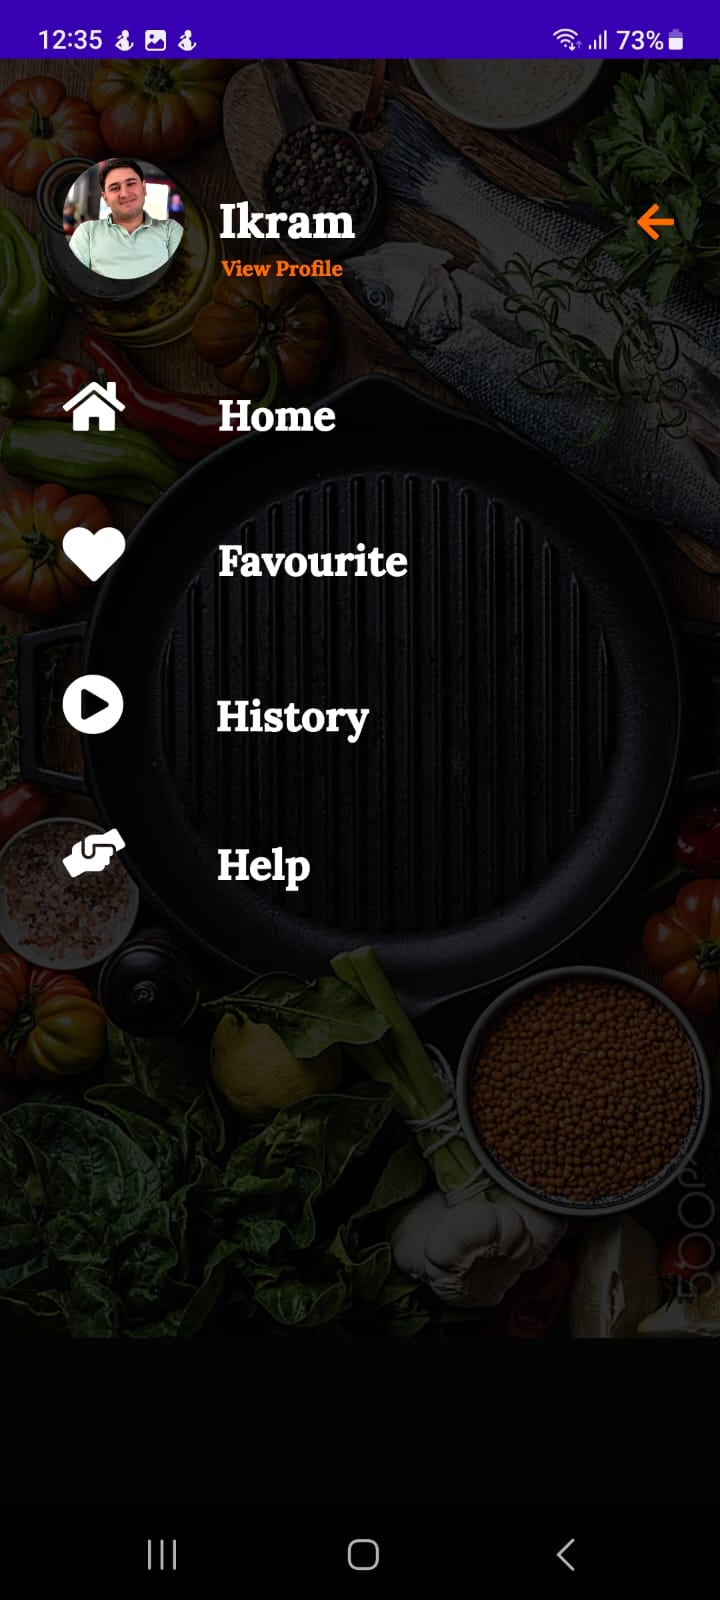 12:35
73%
Ikram
View Profile
Home
Favourite
History
Help